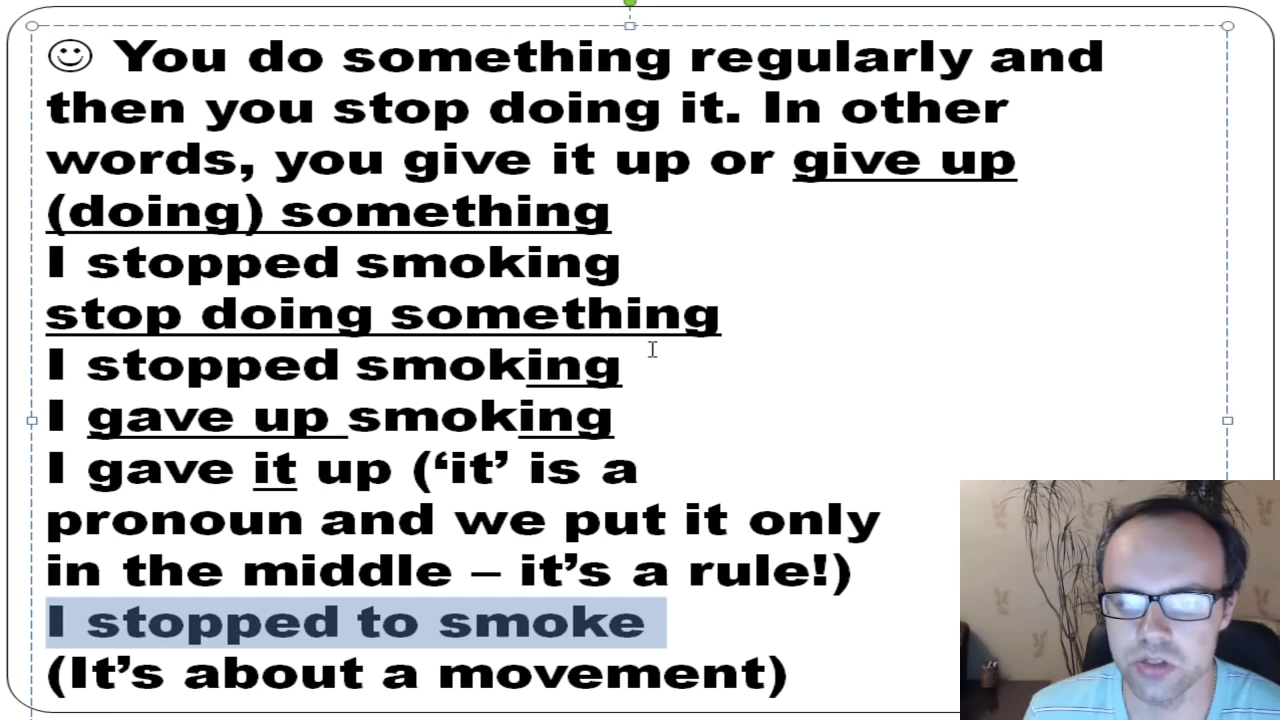 ☺ You do something regularly and
then you stop doing it. In other
words, you give it up or give up
(doing) something
I stopped smoking
stop doing something
I stopped smoking
I gave up smoking
I gave it up (‘it’ is a
pronoun and we put it only
in the middle – it’s a rule!)
I stopped to smoke
(It’s about a movement)